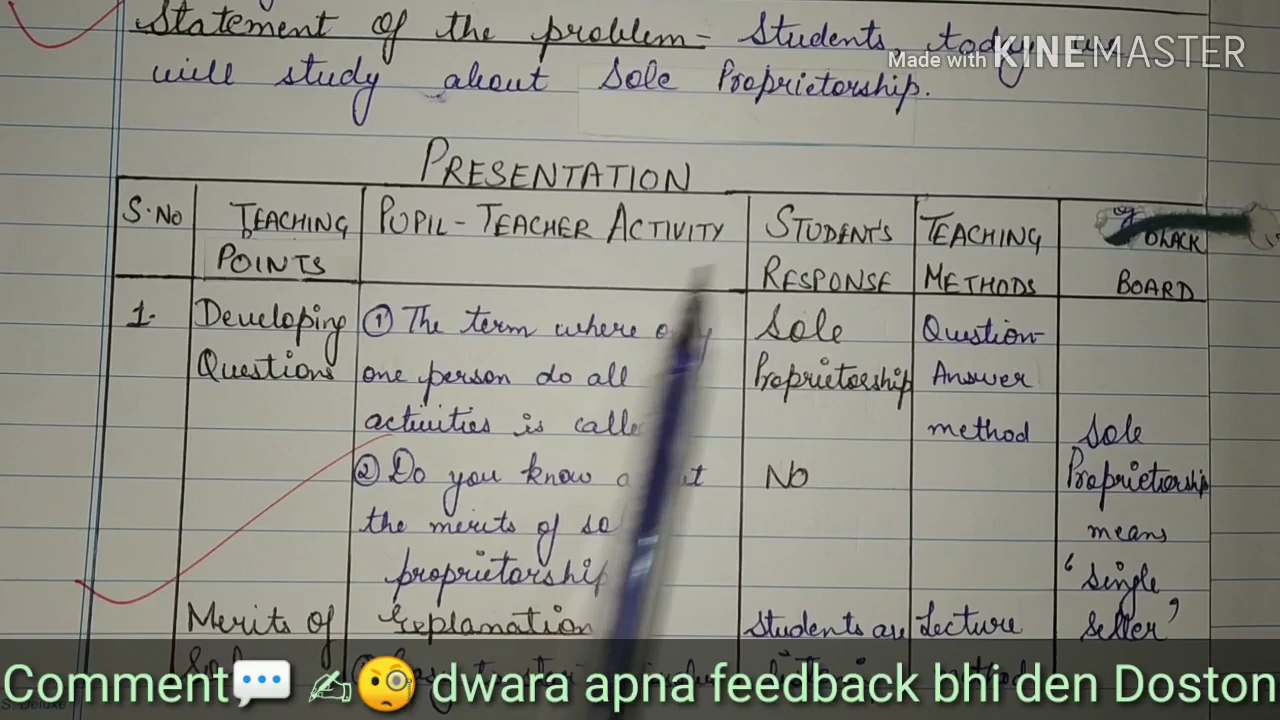 Statement of the problem - Students, today we
Made with KINEMASTER
will study about Sole Proprietorship.
PRESENTATION
S.No
TEACHING
POINTS
PUPIL-TEACHER ACTIVITY
STUDENT'S
RESPONSE
TEACHING
METHODS
BLACK
BOARD
1.
Developing
Questions
① The term where
one person do all
activities is
② Do you know
the merits of
proprietorship
Sole
Proprietorship
No
Question-
Answer
method
Sole
Proprietorship
means
'Single
Seller'
Merits of
Explanation
Students are
Lecture
Comment💬 ✍🧐 dwara apna feedback bhi den Doston